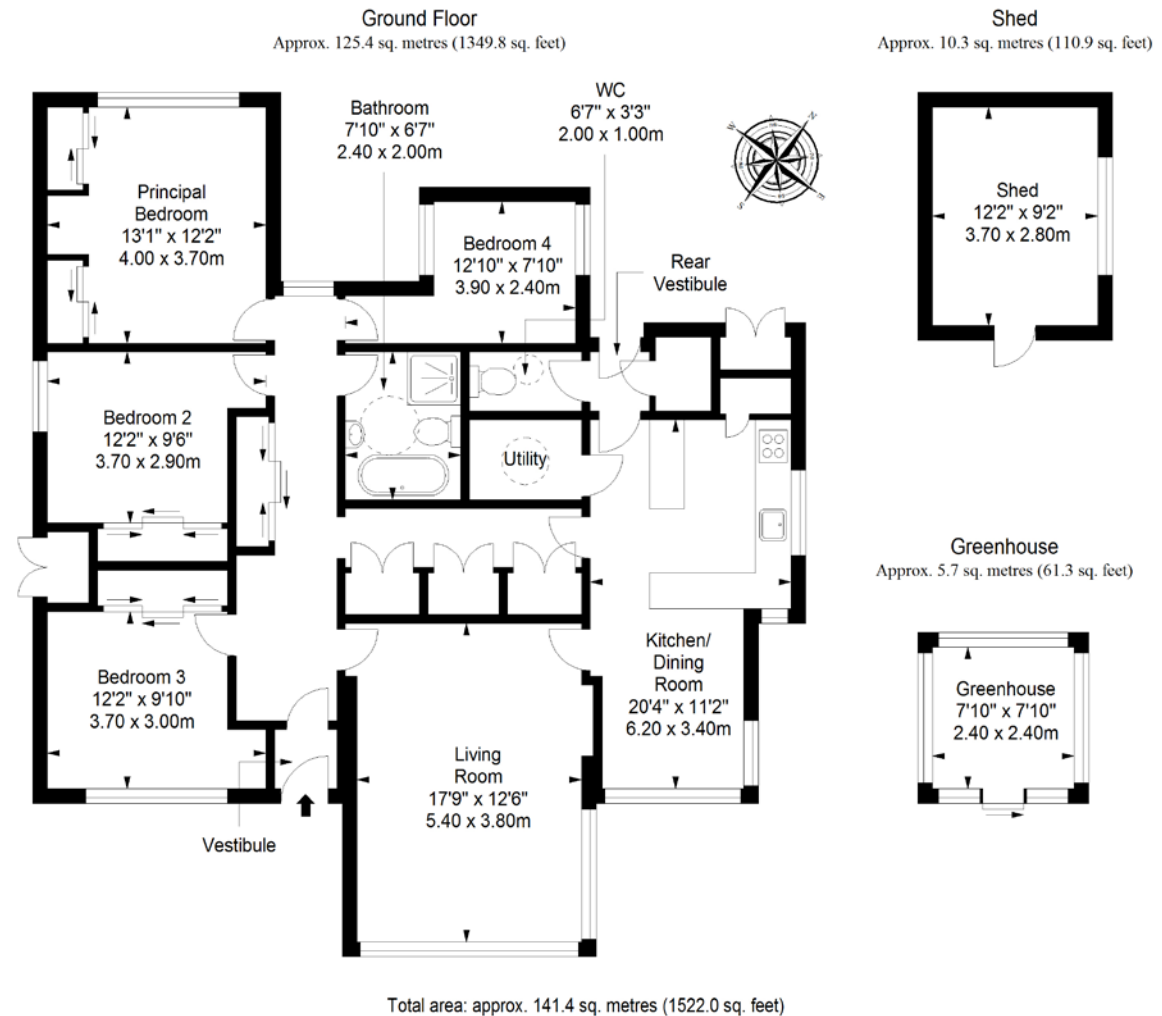 Ground Floor
Approx. 125.4 sq. metres (1349.8 sq. feet)
Shed
Approx. 10.3 sq. metres (110.9 sq. feet)
Bathroom
7'10" x 6'7"
2.40 x 2.00m
WC
6'7" x 3'3"
2.00 x 1.00m
N
W
E
S
Principal
Bedroom
13'1" x 12'2"
4.00 x 3.70m
Bedroom 4
12'10" x 7'10"
3.90 x 2.40m
Rear
Vestibule
Shed
12'2" x 9'2"
3.70 x 2.80m
Bedroom 2
12'2" x 9'6"
3.70 x 2.90m
Utility
Greenhouse
Approx. 5.7 sq. metres (61.3 sq. feet)
Bedroom 3
12'2" x 9'10"
3.70 x 3.00m
Kitchen/
Dining
Room
20'4" x 11'2"
6.20 x 3.40m
Greenhouse
7'10" x 7'10"
2.40 x 2.40m
Living
Room
17'9" x 12'6"
5.40 x 3.80m
Vestibule
Total area: approx. 141.4 sq. metres (1522.0 sq. feet)